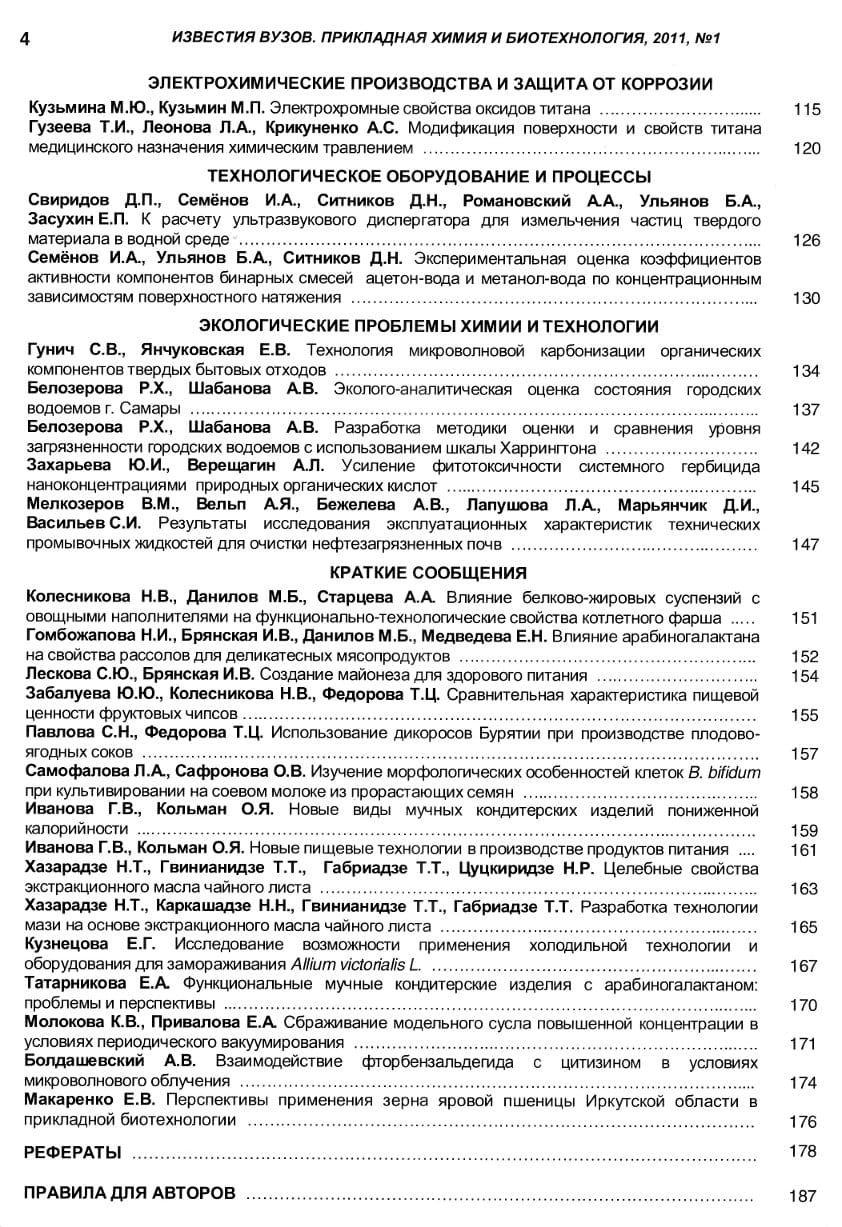 4 ИЗВЕСТИЯ ВУЗОВ. ПРИКЛАДНАЯ ХИМИЯ И БИОТЕХНОЛОГИЯ, 2011, №1
ЭЛЕКТРОХИМИЧЕСКИЕ ПРОИЗВОДСТВА И ЗАЩИТА ОТ КОРРОЗИИ
Кузьмина М.Ю., Кузьмин М.П. Электрохромные свойства оксидов титана ..... 115
Гузеева Т.И., Леонова Л.А., Крикуненко А.С. Модификация поверхности и свойств титана
медицинского назначения химическим травлением ..... 120
ТЕХНОЛОГИЧЕСКОЕ ОБОРУДОВАНИЕ И ПРОЦЕССЫ
Свиридов Д.П., Семёнов И.А., Ситников Д.Н., Романовский А.А., Ульянов Б.А.,
Засухин Е.П. К расчету ультразвукового диспергатора для измельчения частиц твердого
материала в водной среде ..... 126
Семёнов И.А., Ульянов Б.А., Ситников Д.Н. Экспериментальная оценка коэффициентов
активности компонентов бинарных смесей ацетон-вода и метанол-вода по концентрационным
зависимостям поверхностного натяжения ..... 130
ЭКОЛОГИЧЕСКИЕ ПРОБЛЕМЫ ХИМИИ И ТЕХНОЛОГИИ
Гунич С.В., Янчуковская Е.В. Технология микроволновой карбонизации органических
компонентов твердых бытовых отходов ..... 134
Белозерова Р.Х., Шабанова А.В. Эколого-аналитическая оценка состояния городских
водоемов г. Самары ..... 137
Белозерова Р.Х., Шабанова А.В. Разработка методики оценки и сравнения уровня
загрязненности городских водоемов с использованием шкалы Харрингтона ..... 142
Захарьева Ю.И., Верещагин А.Л. Усиление фитотоксичности системного гербицида
наноконцентрациями природных органических кислот ..... 145
Мелкозеров В.М., Вельп А.Я., Бежелева А.В., Лапушова Л.А., Марьянчик Д.И.,
Васильев С.И. Результаты исследования эксплуатационных характеристик технических
промывочных жидкостей для очистки нефтезагрязненных почв ..... 147
КРАТКИЕ СООБЩЕНИЯ
Колесникова Н.В., Данилов М.Б., Старцева А.А. Влияние белково-жировых суспензий с
овощными наполнителями на функционально-технологические свойства котлетного фарша ..... 151
Гомбожапова Н.И., Брянская И.В., Данилов М.Б., Медведева Е.Н. Влияние арабиногалактана
на свойства рассолов для деликатесных мясопродуктов ..... 152
Лескова С.Ю., Брянская И.В. Создание майонеза для здорового питания ..... 154
Забалуева Ю.Ю., Колесникова Н.В., Федорова Т.Ц. Сравнительная характеристика пищевой
ценности фруктовых чипсов ..... 155
Павлова С.Н., Федорова Т.Ц. Использование дикоросов Бурятии при производстве плодово-
ягодных соков ..... 157
Самофалова Л.А., Сафронова О.В. Изучение морфологических особенностей клеток B. bifidum
при культивировании на соевом молоке из прорастающих семян ..... 158
Иванова Г.В., Кольман О.Я. Новые виды мучных кондитерских изделий пониженной
калорийности ..... 159
Иванова Г.В., Кольман О.Я. Новые пищевые технологии в производстве продуктов питания .... 161
Хазарадзе Н.Т., Гвинианидзе Т.Т., Габриадзе Т.Т., Цуцкиридзе Н.Р. Целебные свойства
экстракционного масла чайного листа ..... 163
Хазарадзе Н.Т., Каркашадзе Н.Н., Гвинианидзе Т.Т., Габриадзе Т.Т. Разработка технологии
мази на основе экстракционного масла чайного листа ..... 165
Кузнецова Е.Г. Исследование возможности применения холодильной технологии и
оборудования для замораживания Allium victorialis L. ..... 167
Татарникова Е.А. Функциональные мучные кондитерские изделия с арабиногалактаном:
проблемы и перспективы ..... 170
Молокова К.В., Привалова Е.А. Сбраживание модельного сусла повышенной концентрации в
условиях периодического вакуумирования ..... 171
Болдашевский А.В. Взаимодействие фторбензальдегида с цитизином в условиях
микроволнового облучения ..... 174
Макаренко Е.В. Перспективы применения зерна яровой пшеницы Иркутской области в
прикладной биотехнологии ..... 176
РЕФЕРАТЫ ..... 178
ПРАВИЛА ДЛЯ АВТОРОВ ..... 187